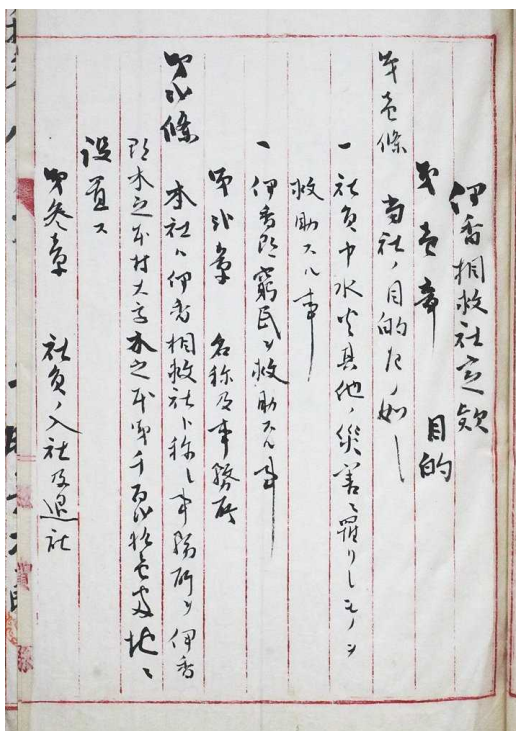 伊香相救社定欵
第壱章 目的
第壱条 当社ノ目的左ノ如シ
一 社員中水火其他ノ災害ニ罹リシモノヲ
救助スル事
一 伊香郡窮民ヲ救助スル事
第弐章 名称及事務所
第弐條 本社ハ伊香相救社ト称シ事務所ヲ伊香
郡木之本村大字木之本第千百
番地ニ
設置ス
第参章 社員ノ入社及退社